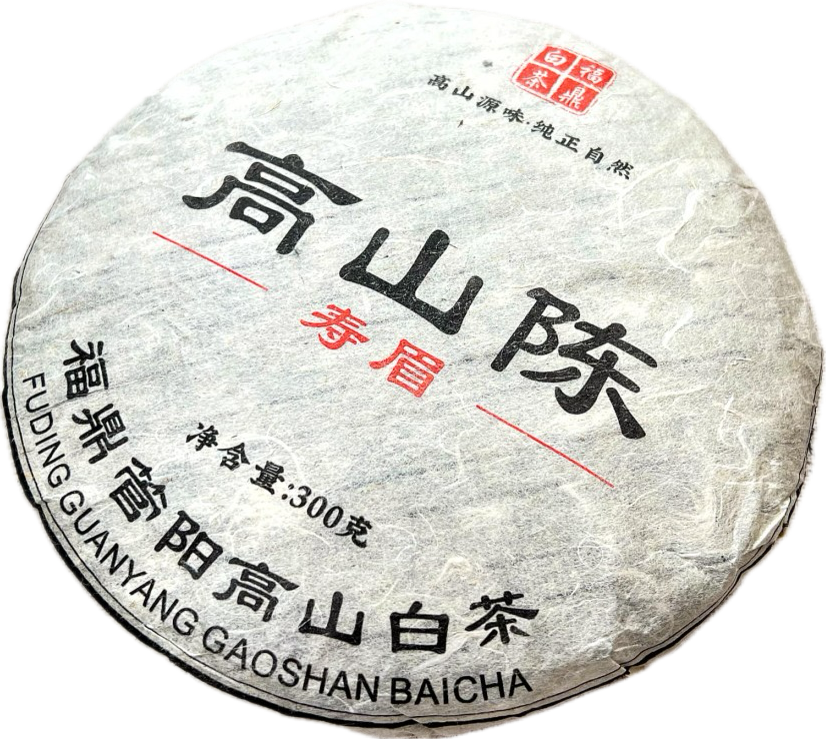 福鼎
白茶
高山源味·纯正自然
高山陈
寿眉
净含量:300克
福鼎管阳高山白茶
FUDING GUANYANG GAOSHAN BAICHA